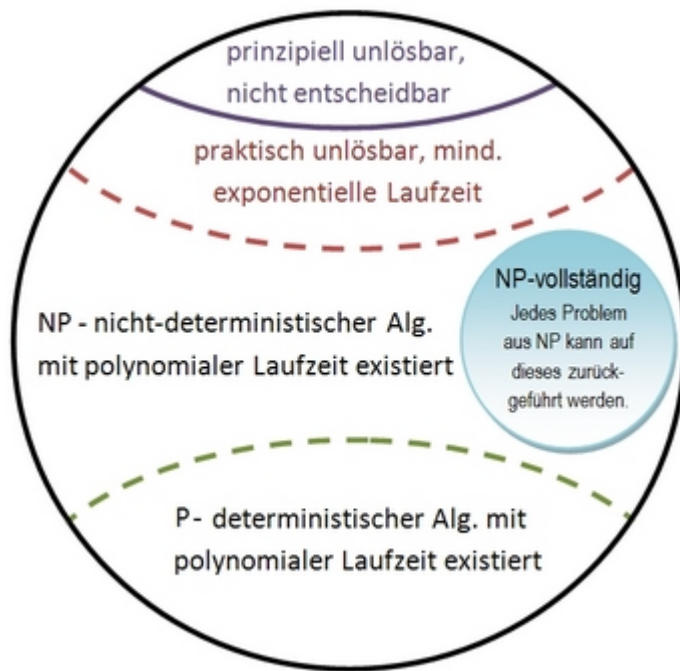 prinzipiell unlösbar,
nicht entscheidbar
praktisch unlösbar, mind.
exponentielle Laufzeit
NP-vollständig
Jedes Problem
aus NP kann auf
dieses zurück-
geführt werden.
NP - nicht-deterministischer Alg.
mit polynomialer Laufzeit existiert
P- deterministischer Alg. mit
polynomialer Laufzeit existiert